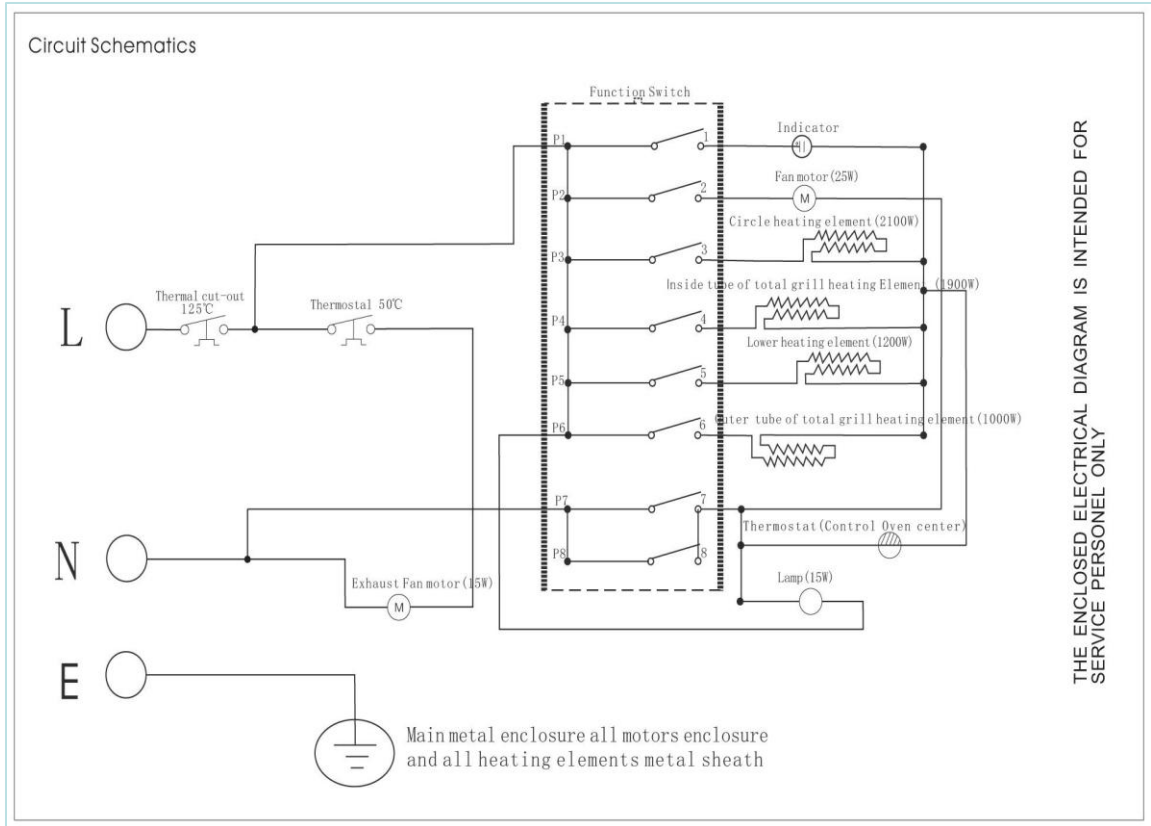 Circuit Schematics
Function Switch
P1
1
Indicator
P2
2
Fan motor(25W)
M
Circle heating element(2100W)
P3
3
Inside tube of total grill heating Element (1900W)
Thermal cut-out
125℃
Thermostal 50℃
L
P4
4
Lower heating element(1200W)
P5
5
Outer tube of total grill heating element(1000W)
P6
6
P7
7
Thermostat(Control Oven center)
N
P8
8
Exhaust Fan motor(15W)
M
Lamp(15W)
E
Main metal enclosure all motors enclosure
and all heating elements metal sheath
THE ENCLOSED ELECTRICAL DIAGRAM IS INTENDED FOR
SERVICE PERSONEL ONLY